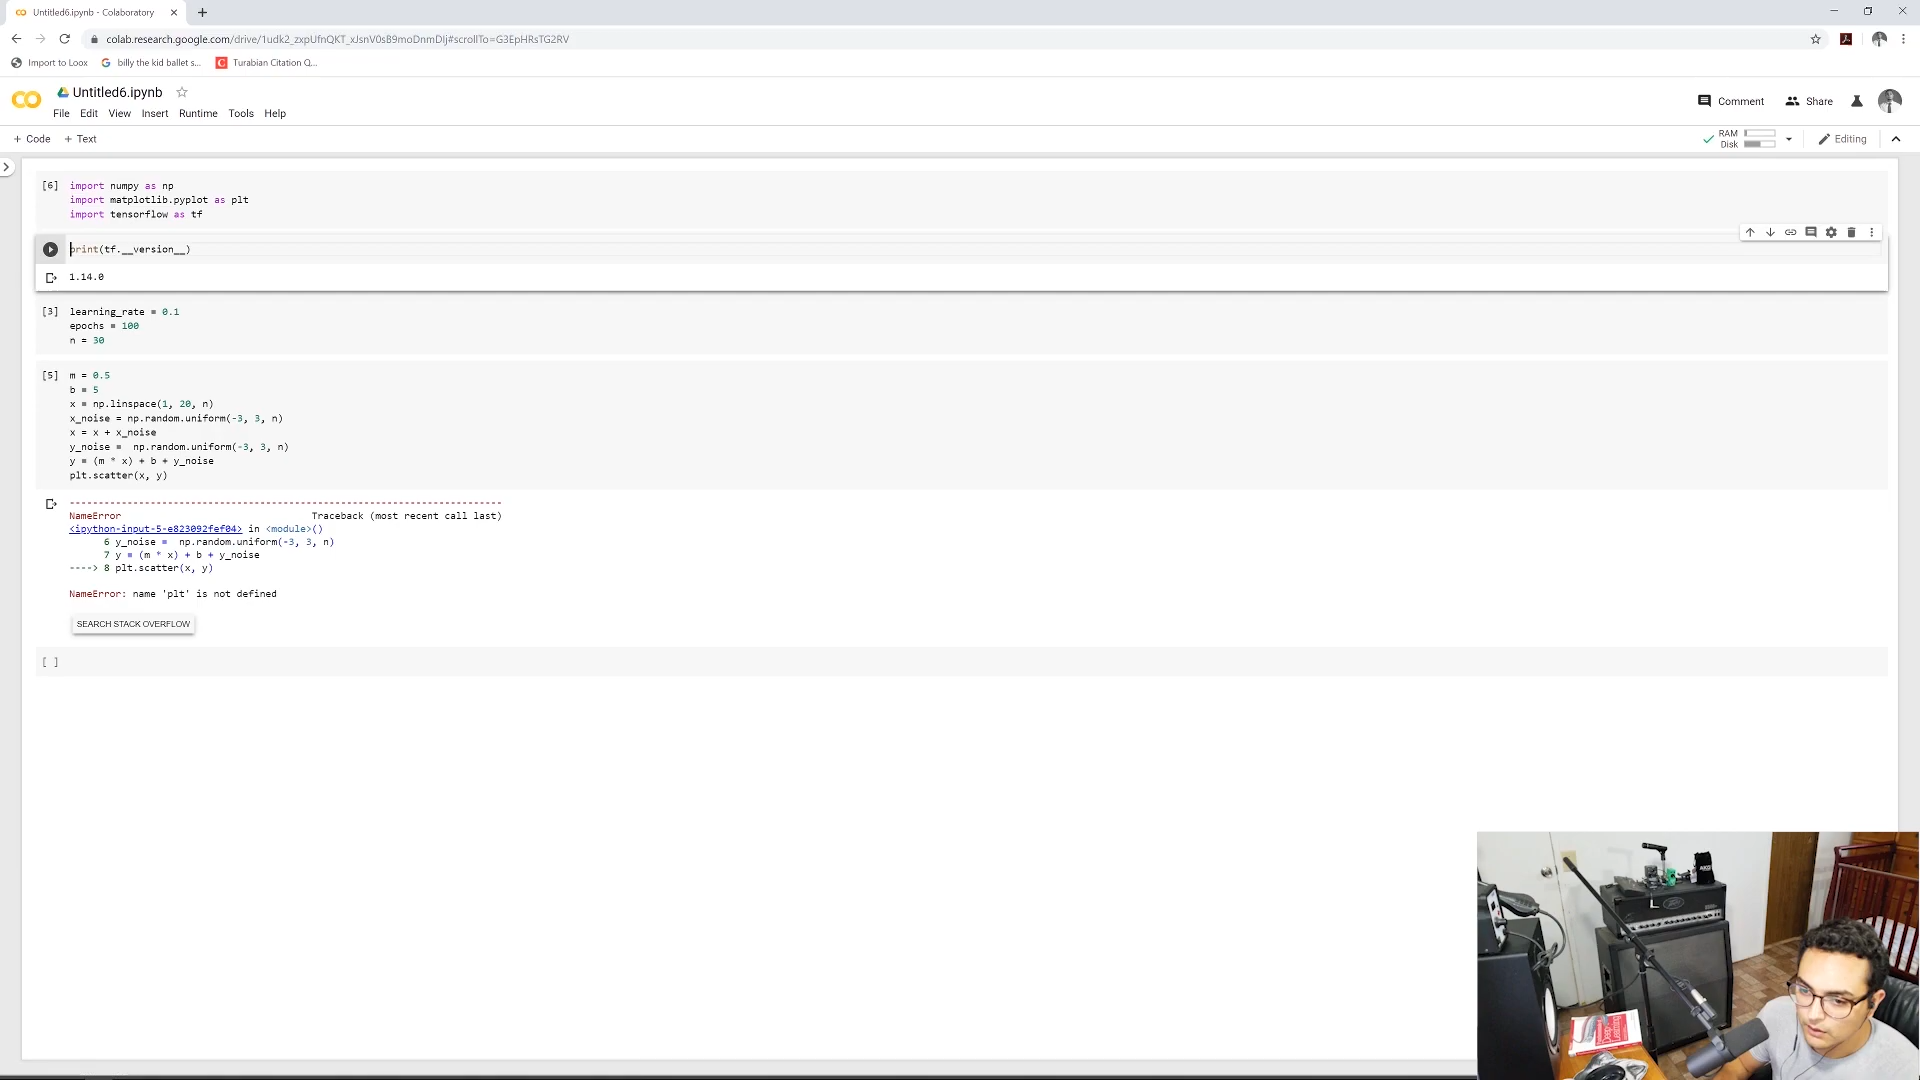 Untitled6.ipynb - Colaboratory
colab.research.google.com/drive/1udk2_zxpUfnQKT_xJsnV0sB9moDnmDIj#scrollTo=G3EpHRsTG2RV
Import to Loox billy the kid ballet s... Turabian Citation Q...
Untitled6.ipynb
File Edit View Insert Runtime Tools Help
Comment Share
+ Code + Text
RAM
Disk
Editing
[6] import numpy as np
import matplotlib.pyplot as plt
import tensorflow as tf
print(tf.__version__)
1.14.0
[3] learning_rate = 0.1
epochs = 100
n = 30
[5] m = 0.5
b = 5
x = np.linspace(1, 20, n)
x_noise = np.random.uniform(-3, 3, n)
x = x + x_noise
y_noise =  np.random.uniform(-3, 3, n)
y = (m * x) + b + y_noise
plt.scatter(x, y)
---------------------------------------------------------------------------
NameError Traceback (most recent call last)
<ipython-input-5-e823092fef04> in <module>()
6 y_noise =  np.random.uniform(-3, 3, n)
7 y = (m * x) + b + y_noise
----> 8 plt.scatter(x, y)
NameError: name 'plt' is not defined
SEARCH STACK OVERFLOW
[ ]
Deep
Learning